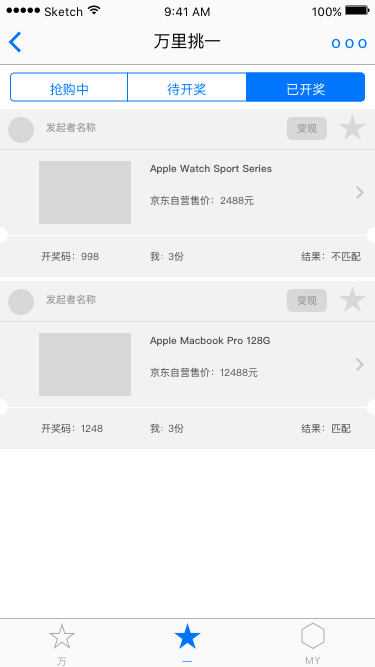 Sketch 9:41 AM 100%
万里挑一
抢购中 待开奖 已开奖
发起者名称 变现
Apple Watch Sport Series
京东自营售价：2488元
开奖码：998 我：3份 结果：不匹配
发起者名称 变现
Apple Macbook Pro 128G
京东自营售价：12488元
开奖码：1248 我：3份 结果：匹配
万 一 MY